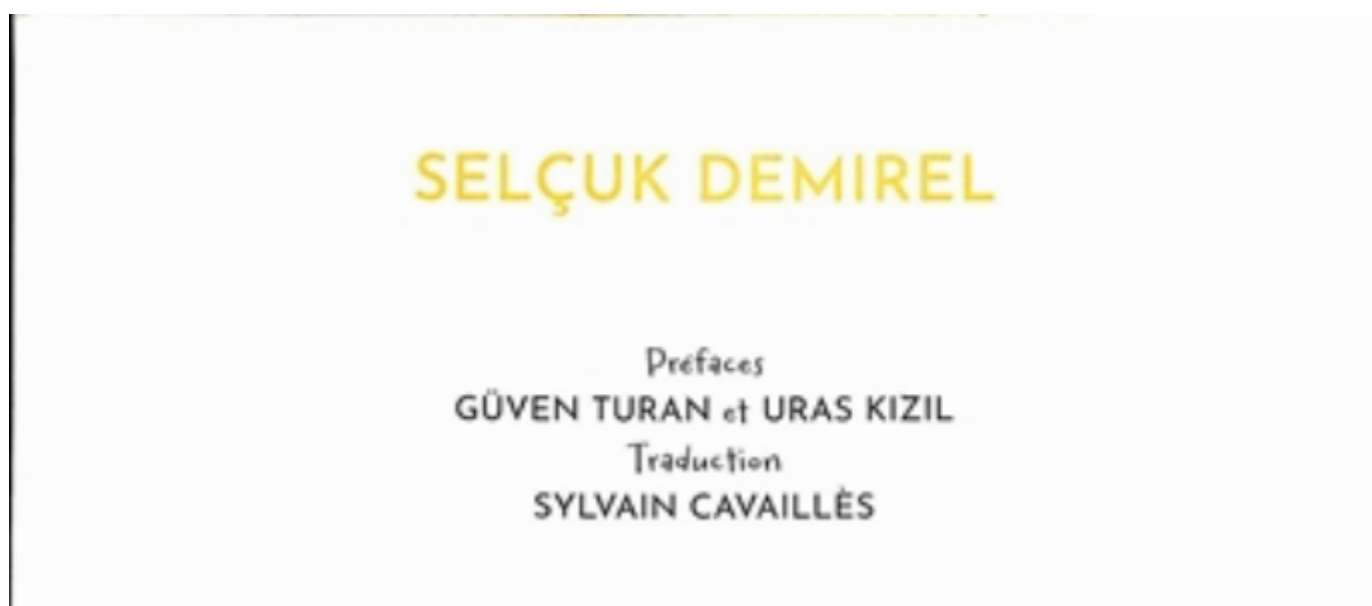 SELÇUK DEMIREL
Préfaces
GÜVEN TURAN et URAS KIZIL
Traduction
SYLVAIN CAVAILLÈS